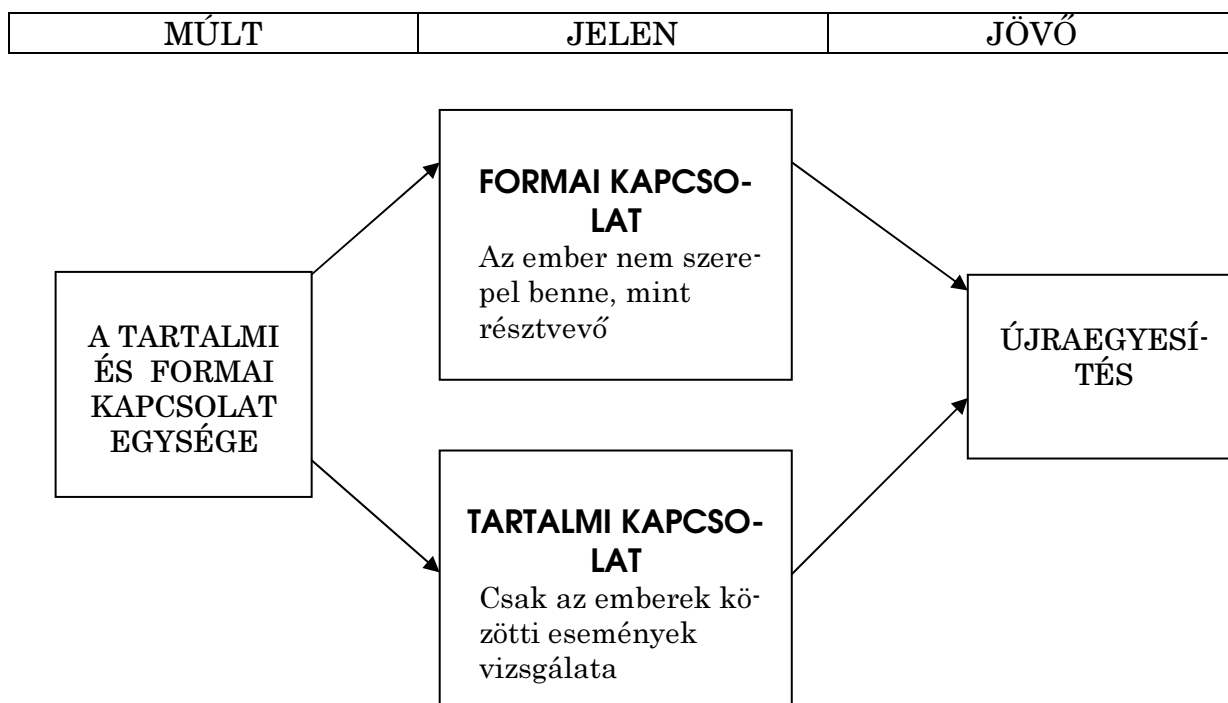 MÚLT JELEN JÖVŐ
A TARTALMI
ÉS FORMAI
KAPCSOLAT
EGYSÉGE
FORMAI KAPCSO-
LAT
Az ember nem szere-
pel benne, mint
résztvevő
TARTALMI KAPCSO-
LAT
Csak az emberek kö-
zötti események
vizsgálata
ÚJRAEGYESÍ-
TÉS